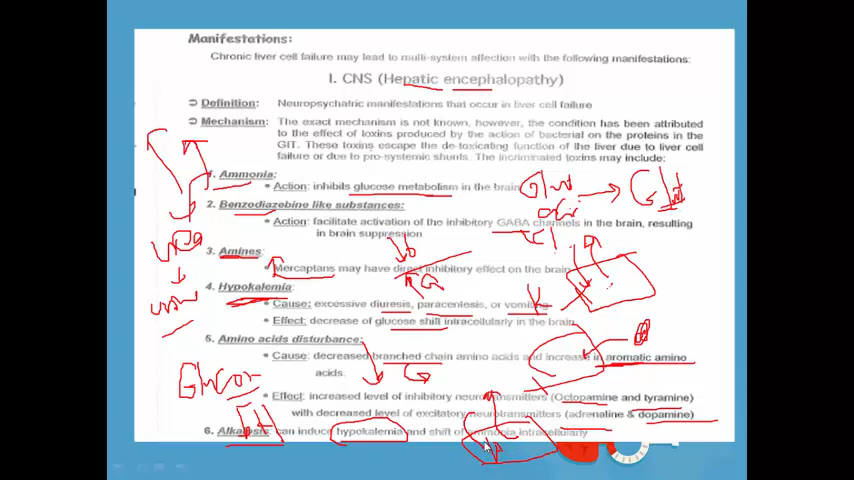 Manifestations:
Chronic liver cell failure may lead to multi-system affection with the following manifestations:
I. CNS (Hepatic encephalopathy)
Definition: Neuropsychatric manifestations that occur in liver cell failure
Mechanism: The exact mechanism is not known, however, the condition has been attributed
to the effect of toxins produced by the action of bacterial on the proteins in the
GIT. These toxins escape the de-toxicating function of the liver due to liver cell
failure or due to pro-systemic shunts. The incriminated toxins may include:
1. Ammonia:
• Action: inhibits glucose metabolism in the brain
2. Benzodiazebine like substances:
• Action: facilitate activation of the inhibitory GABA channels in the brain, resulting
in brain suppression
3. Amines
Mercaptans may have direct inhibitory effect on the brain
4. Hypokalemia:
• Cause: excessive diuresis, paracentesis, or vomiting
• Effect: decrease of glucose shift intracellularly in the brain
5. Amino acids disturbance:
• Cause: decreased branched chain amino acids and increase in aromatic amino
acids.
• Effect: increased level of inhibitory neurotransmitters (Octopamine and tyramine)
with decreased level of excitatory neurotransmitters (adrenaline & dopamine)
6. Alkalosis: can induce hypokalemia and shift of ammonia intracellularly
K